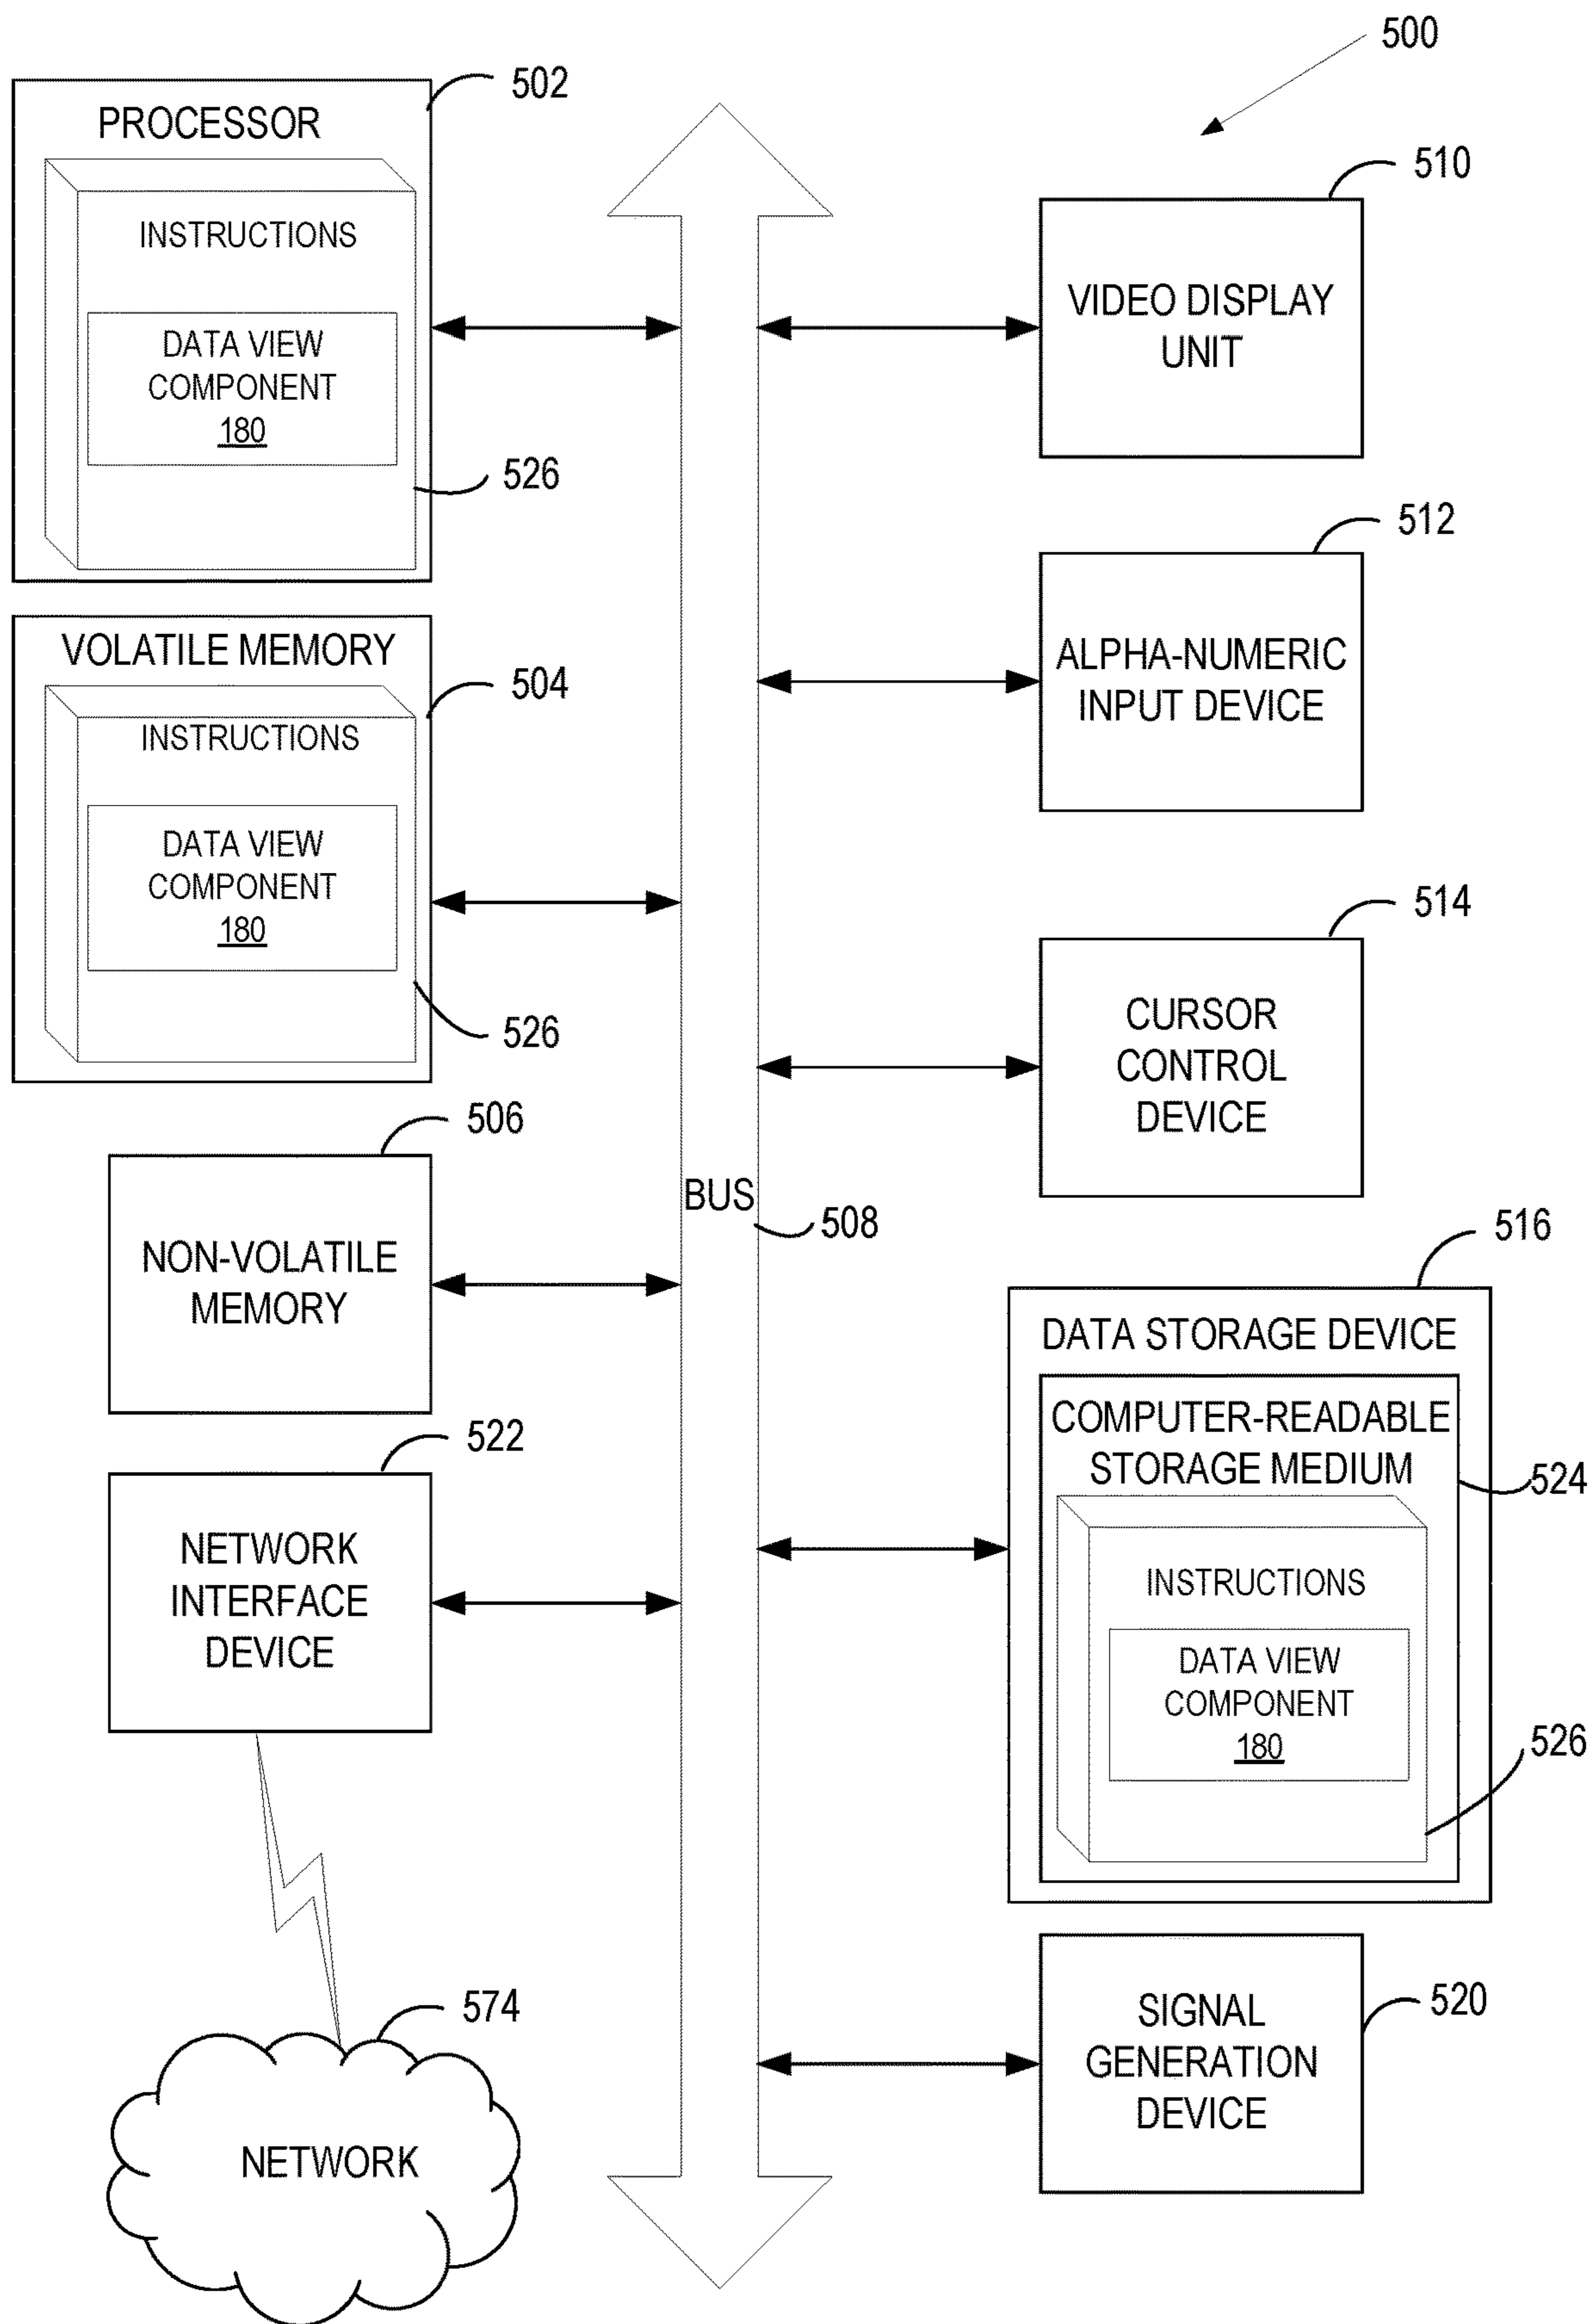 500
502
PROCESSOR
INSTRUCTIONS
DATA VIEW
COMPONENT
180
526
VOLATILE MEMORY
504
INSTRUCTIONS
DATA VIEW
COMPONENT
180
526
506
NON-VOLATILE
MEMORY
522
NETWORK
INTERFACE
DEVICE
574
NETWORK
BUS
508
510
VIDEO DISPLAY
UNIT
512
ALPHA-NUMERIC
INPUT DEVICE
514
CURSOR
CONTROL
DEVICE
516
DATA STORAGE DEVICE
COMPUTER-READABLE
STORAGE MEDIUM
524
INSTRUCTIONS
DATA VIEW
COMPONENT
180
526
SIGNAL
GENERATION
DEVICE
520